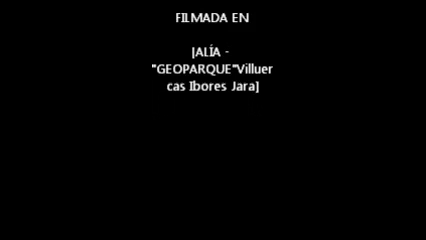 FILMADA EN
[ALÍA -
"GEOPARQUE"Villuer
cas Ibores Jara]